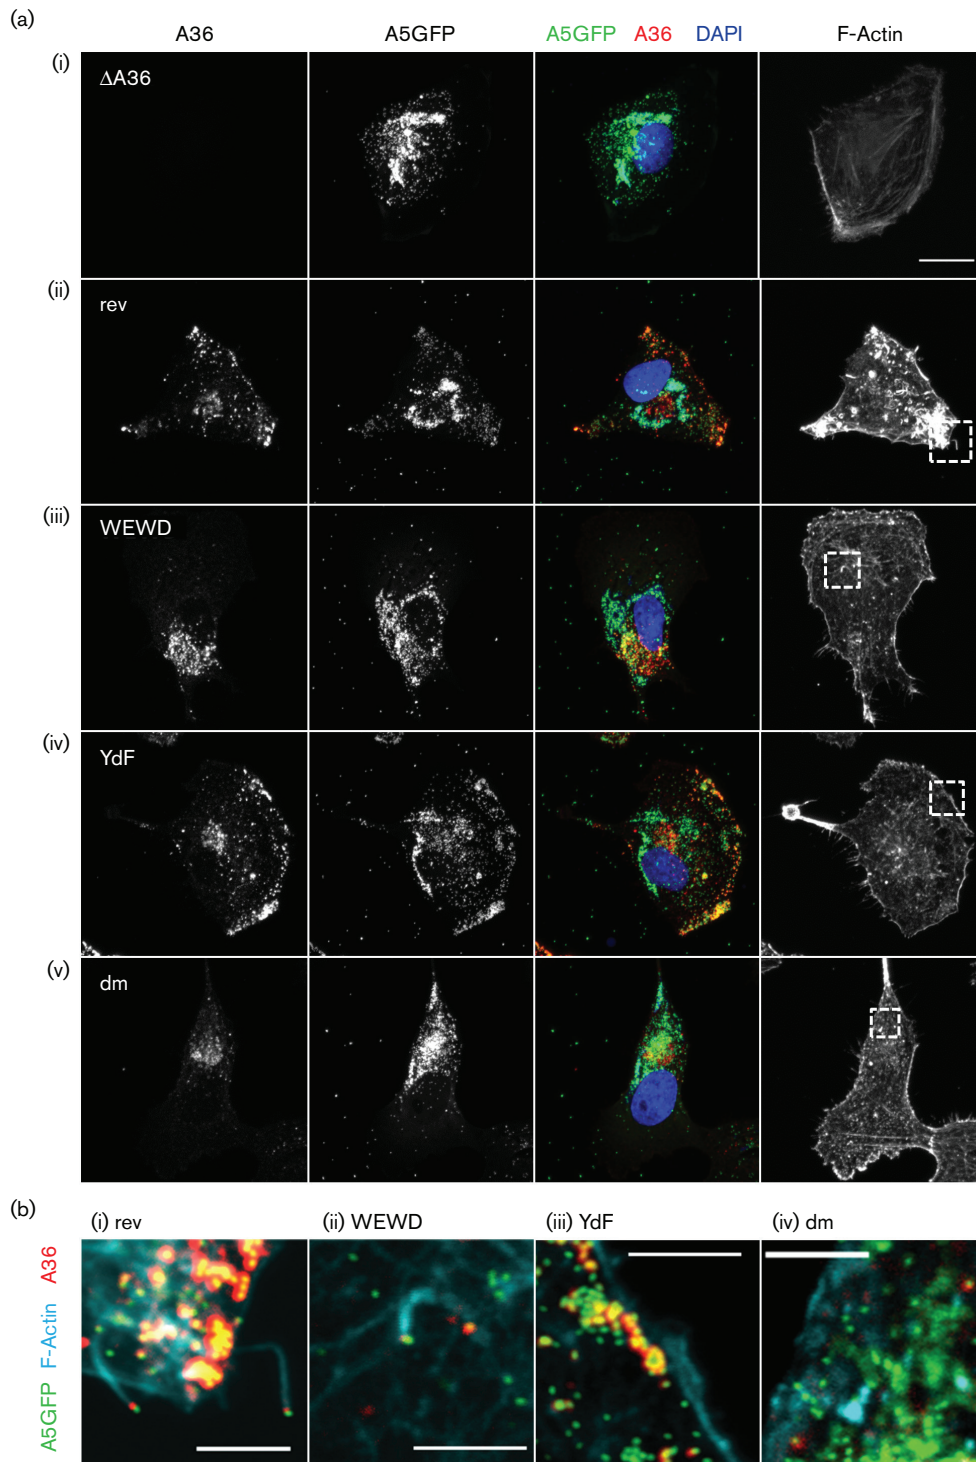 (a)
A36 A5GFP A5GFP A36 DAPI F-Actin
(i) ΔA36
(ii) rev
(iii) WEWD
(iv) YdF
(v) dm
(b)
(i) rev (ii) WEWD (iii) YdF (iv) dm
A5GFP F-Actin A36